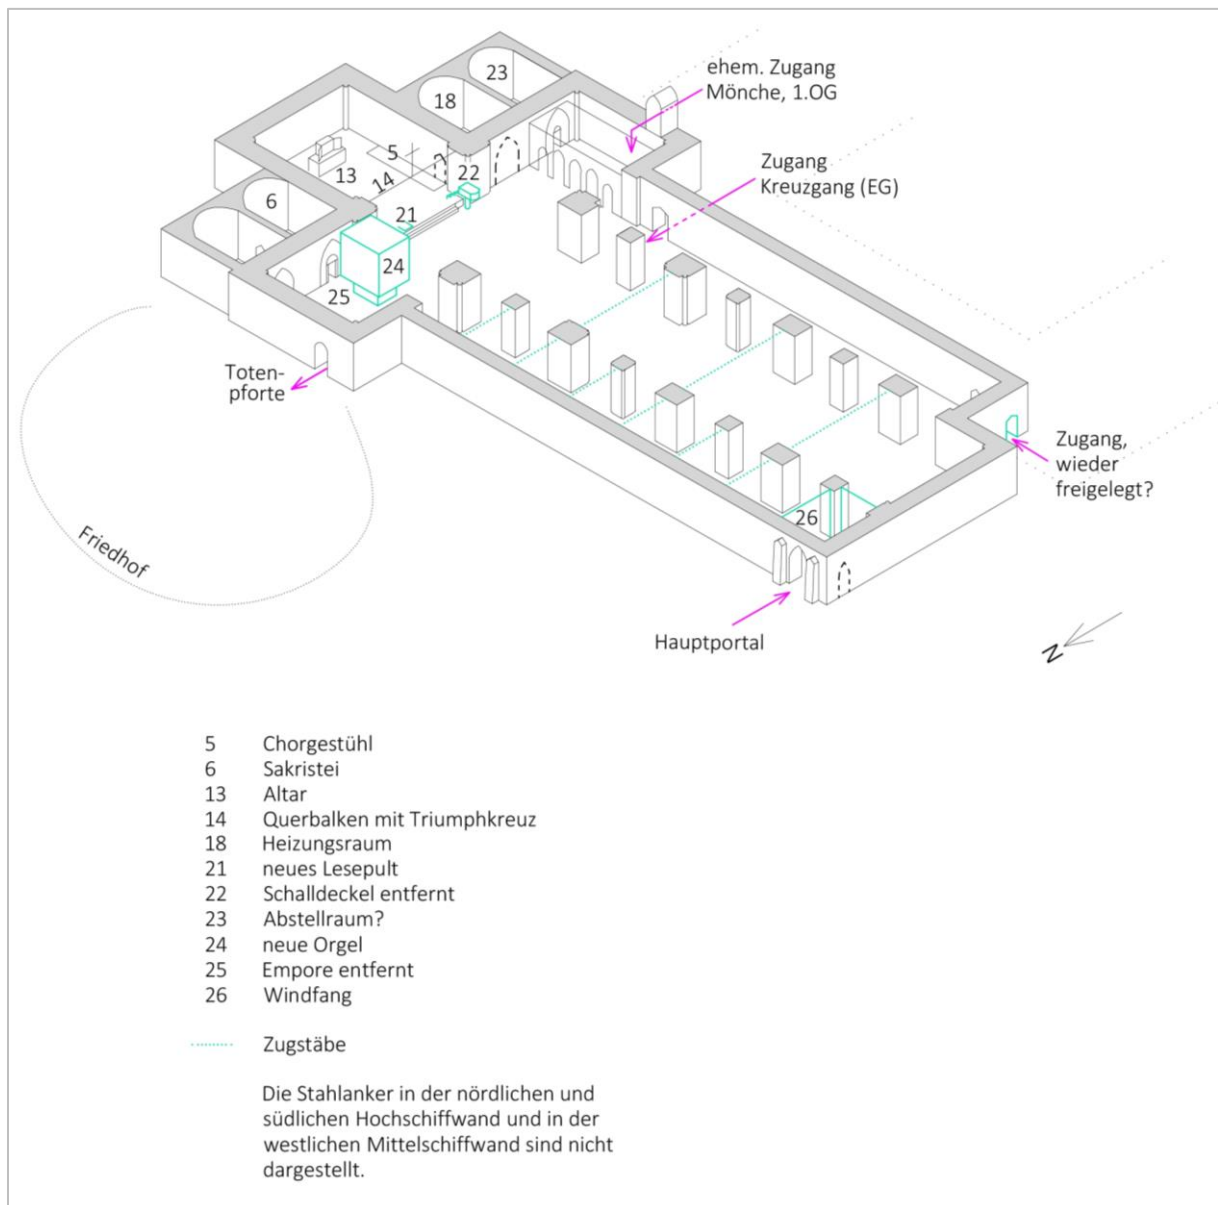 23
18
ehem. Zugang
Mönche, 1.OG
5
13
14
22
Zugang
Kreuzgang (EG)
6
21
24
25
Toten-
pforte
Friedhof
26
Zugang,
wieder
freigelegt?
Hauptportal
N
5 Chorgestühl
6 Sakristei
13 Altar
14 Querbalken mit Triumphkreuz
18 Heizungsraum
21 neues Lesepult
22 Schalldeckel entfernt
23 Abstellraum?
24 neue Orgel
25 Empore entfernt
26 Windfang
Zugstäbe
Die Stahlanker in der nördlichen und
südlichen Hochschiffwand und in der
westlichen Mittelschiffwand sind nicht
dargestellt.